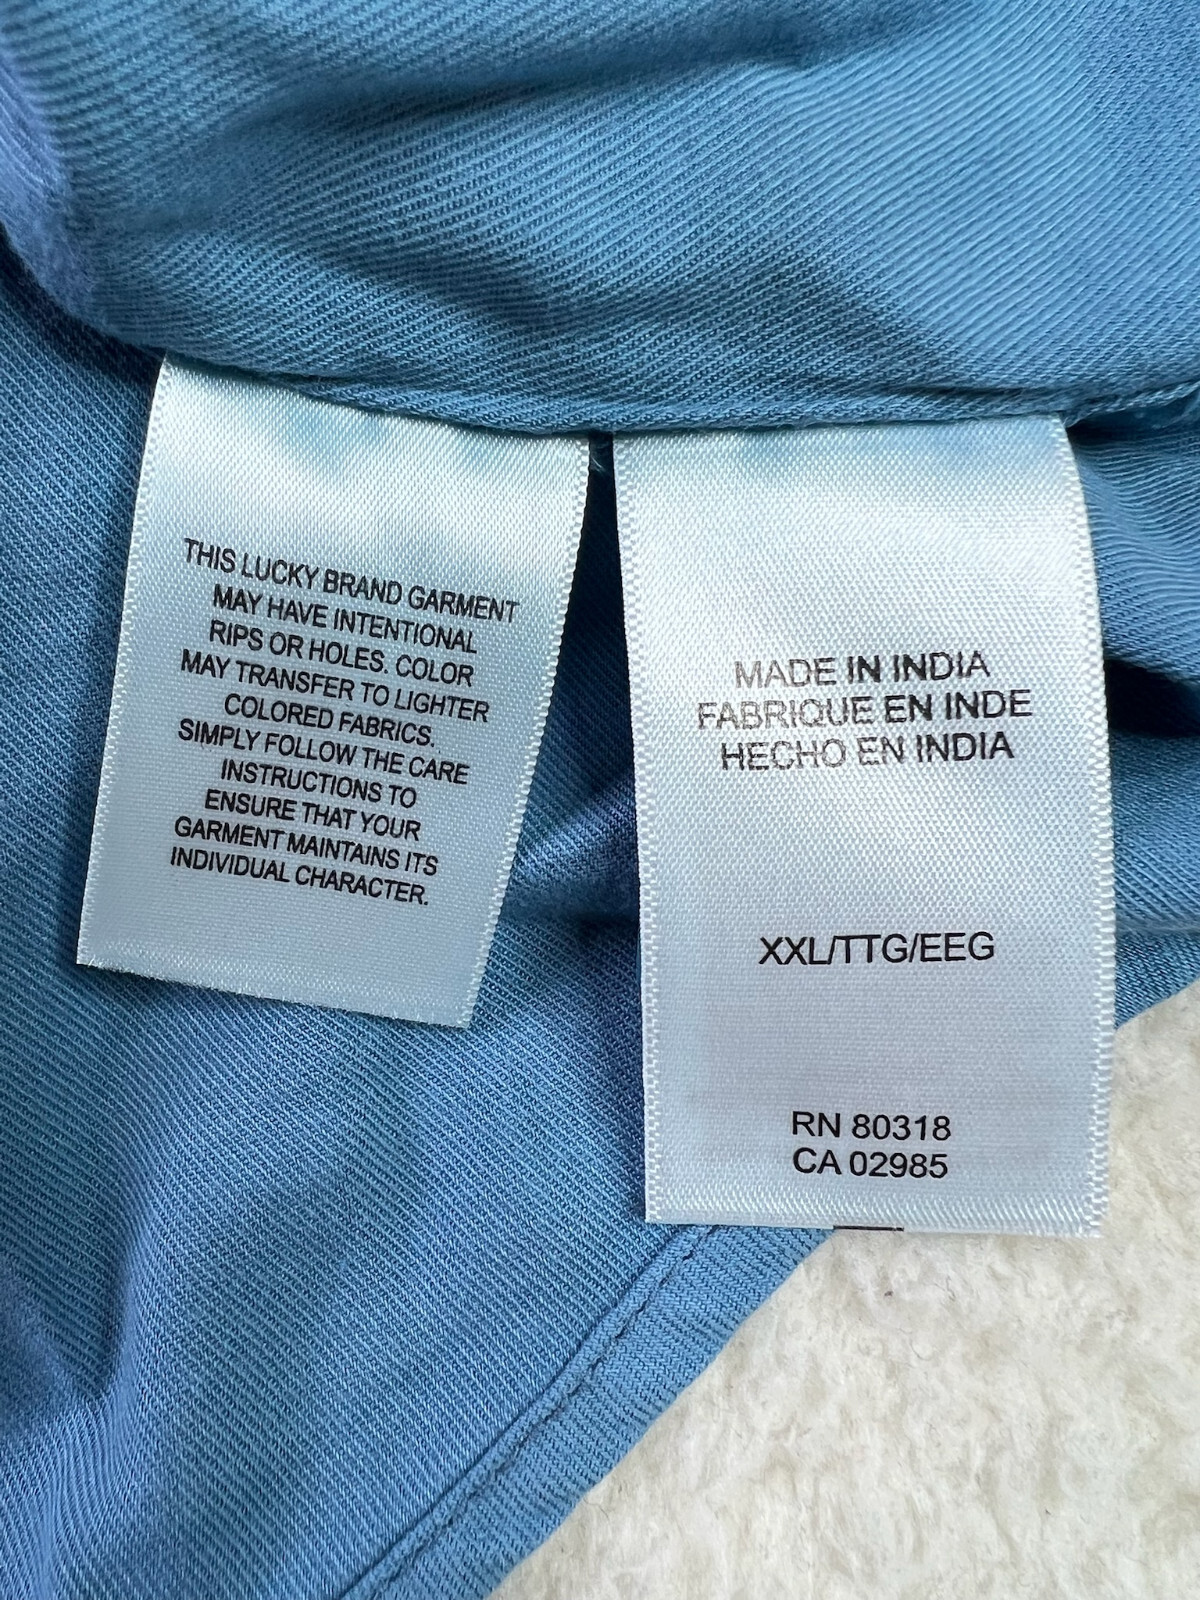 THIS LUCKY BRAND GARMENT
MAY HAVE INTENTIONAL
RIPS OR HOLES. COLOR
MAY TRANSFER TO LIGHTER
COLORED FABRICS.
SIMPLY FOLLOW THE CARE
INSTRUCTIONS TO
ENSURE THAT YOUR
GARMENT MAINTAINS ITS
INDIVIDUAL CHARACTER.
MADE IN INDIA
FABRIQUE EN INDE
HECHO EN INDIA
XXL/TTG/EEG
RN 80318
CA 02985